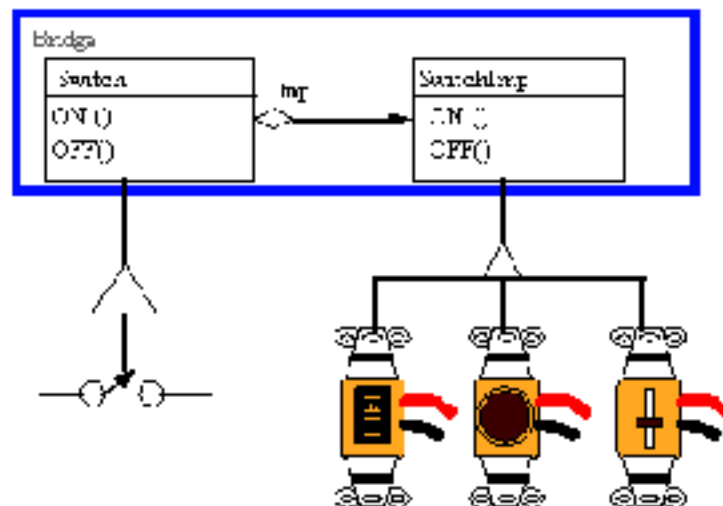 Bridge
Switch
ON ()
OFF()
imp
SwitchImp
ON ()
OFF()